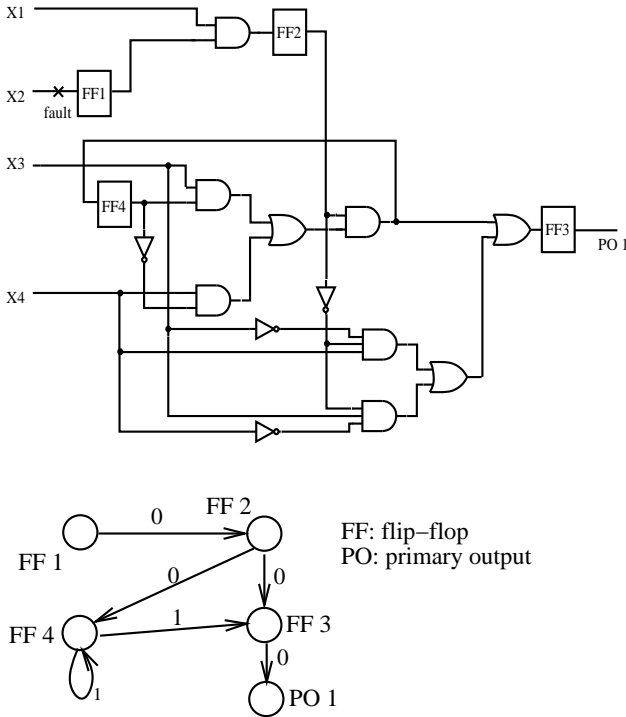 X1
FF2
X2
FF1
fault
X3
FF4
FF3
PO 1
X4
FF 2
0
FF 1
FF: flip–flop
PO: primary output
0
0
FF 4
1
FF 3
1
0
PO 1